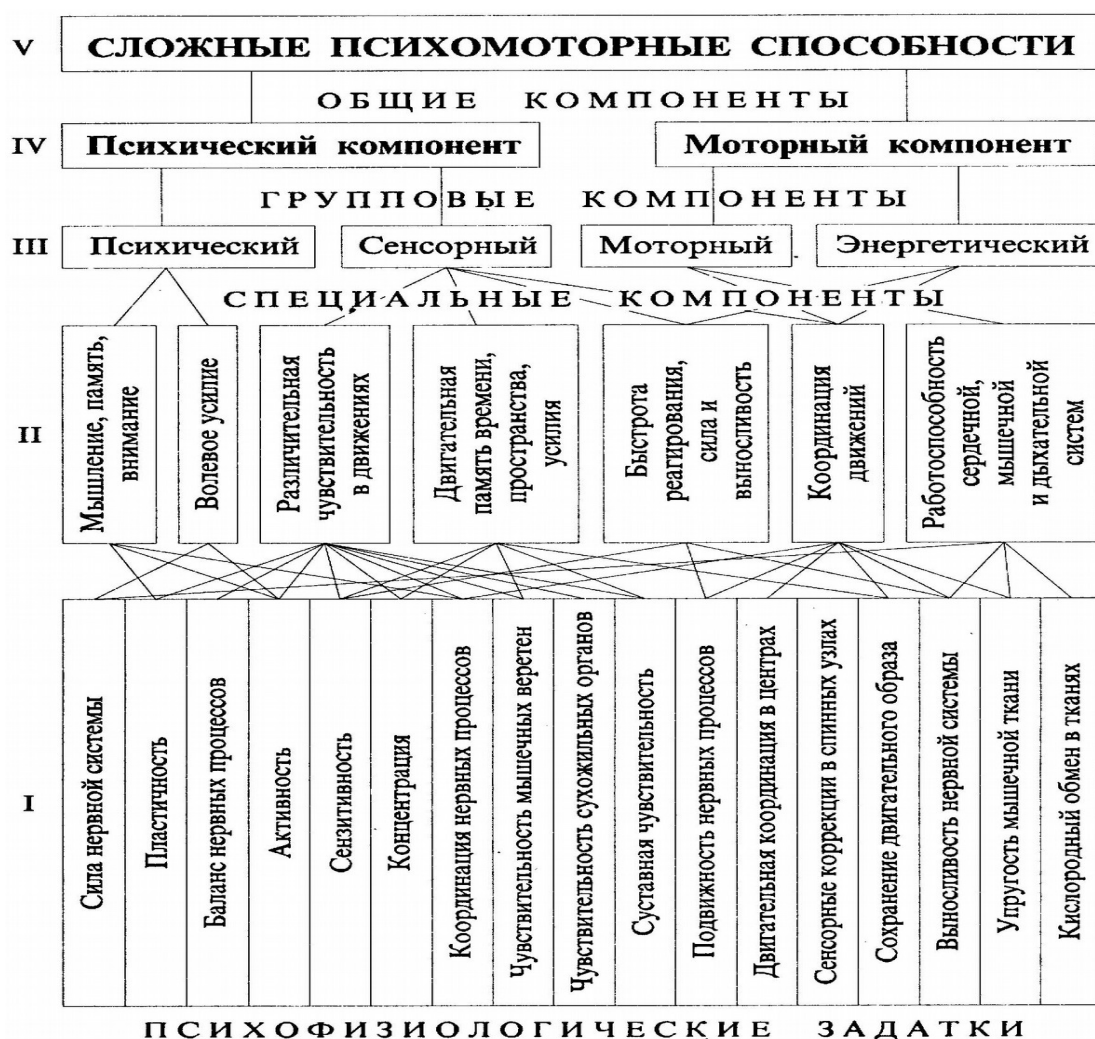 V
СЛОЖНЫЕ ПСИХОМОТОРНЫЕ СПОСОБНОСТИ
ОБЩИЕ КОМПОНЕНТЫ
IV
Психический компонент
Моторный компонент
ГРУППОВЫЕ КОМПОНЕНТЫ
III
Психический
Сенсорный
Моторный
Энергетический
СПЕЦИАЛЬНЫЕ КОМПОНЕНТЫ
II
Мышление, память,
внимание
Волевое усилие
Различительная
чувствительность
в движениях
Двигательная
память времени,
пространства,
усилия
Быстрота
реагирования,
сила и
выносливость
Координация
движений
Работоспособность
сердечной,
мышечной
и дыхательной
систем
I
Сила нервной системы
Пластичность
Баланс нервных процессов
Активность
Сензитивность
Концентрация
Координация нервных процессов
Чувствительность мышечных веретен
Чувствительность сухожильных органов
Суставная чувствительность
Подвижность нервных процессов
Двигательная координация в центрах
Сенсорные коррекции в спинных узлах
Сохранение двигательного образа
Выносливость нервной системы
Упругость мышечной ткани
Кислородный обмен в тканях
ПСИХОФИЗИОЛОГИЧЕСКИЕ ЗАДАТКИ